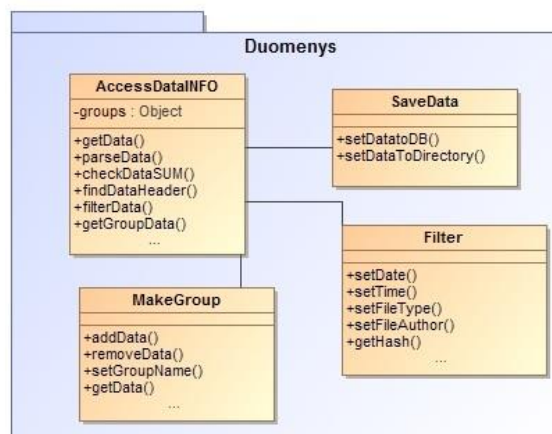 Duomenys
AccessDataINFO
-groups : Object
+getData()
+parseData()
+checkDataSUM()
+findDataHeader()
+filterData()
+getGroupData()
...
SaveData
+setDatatoDB()
+setDataToDirectory()
Filter
+setDate()
+setTime()
+setFileType()
+setFileAuthor()
+getHash()
...
MakeGroup
+addData()
+removeData()
+setGroupName()
+getData()
...